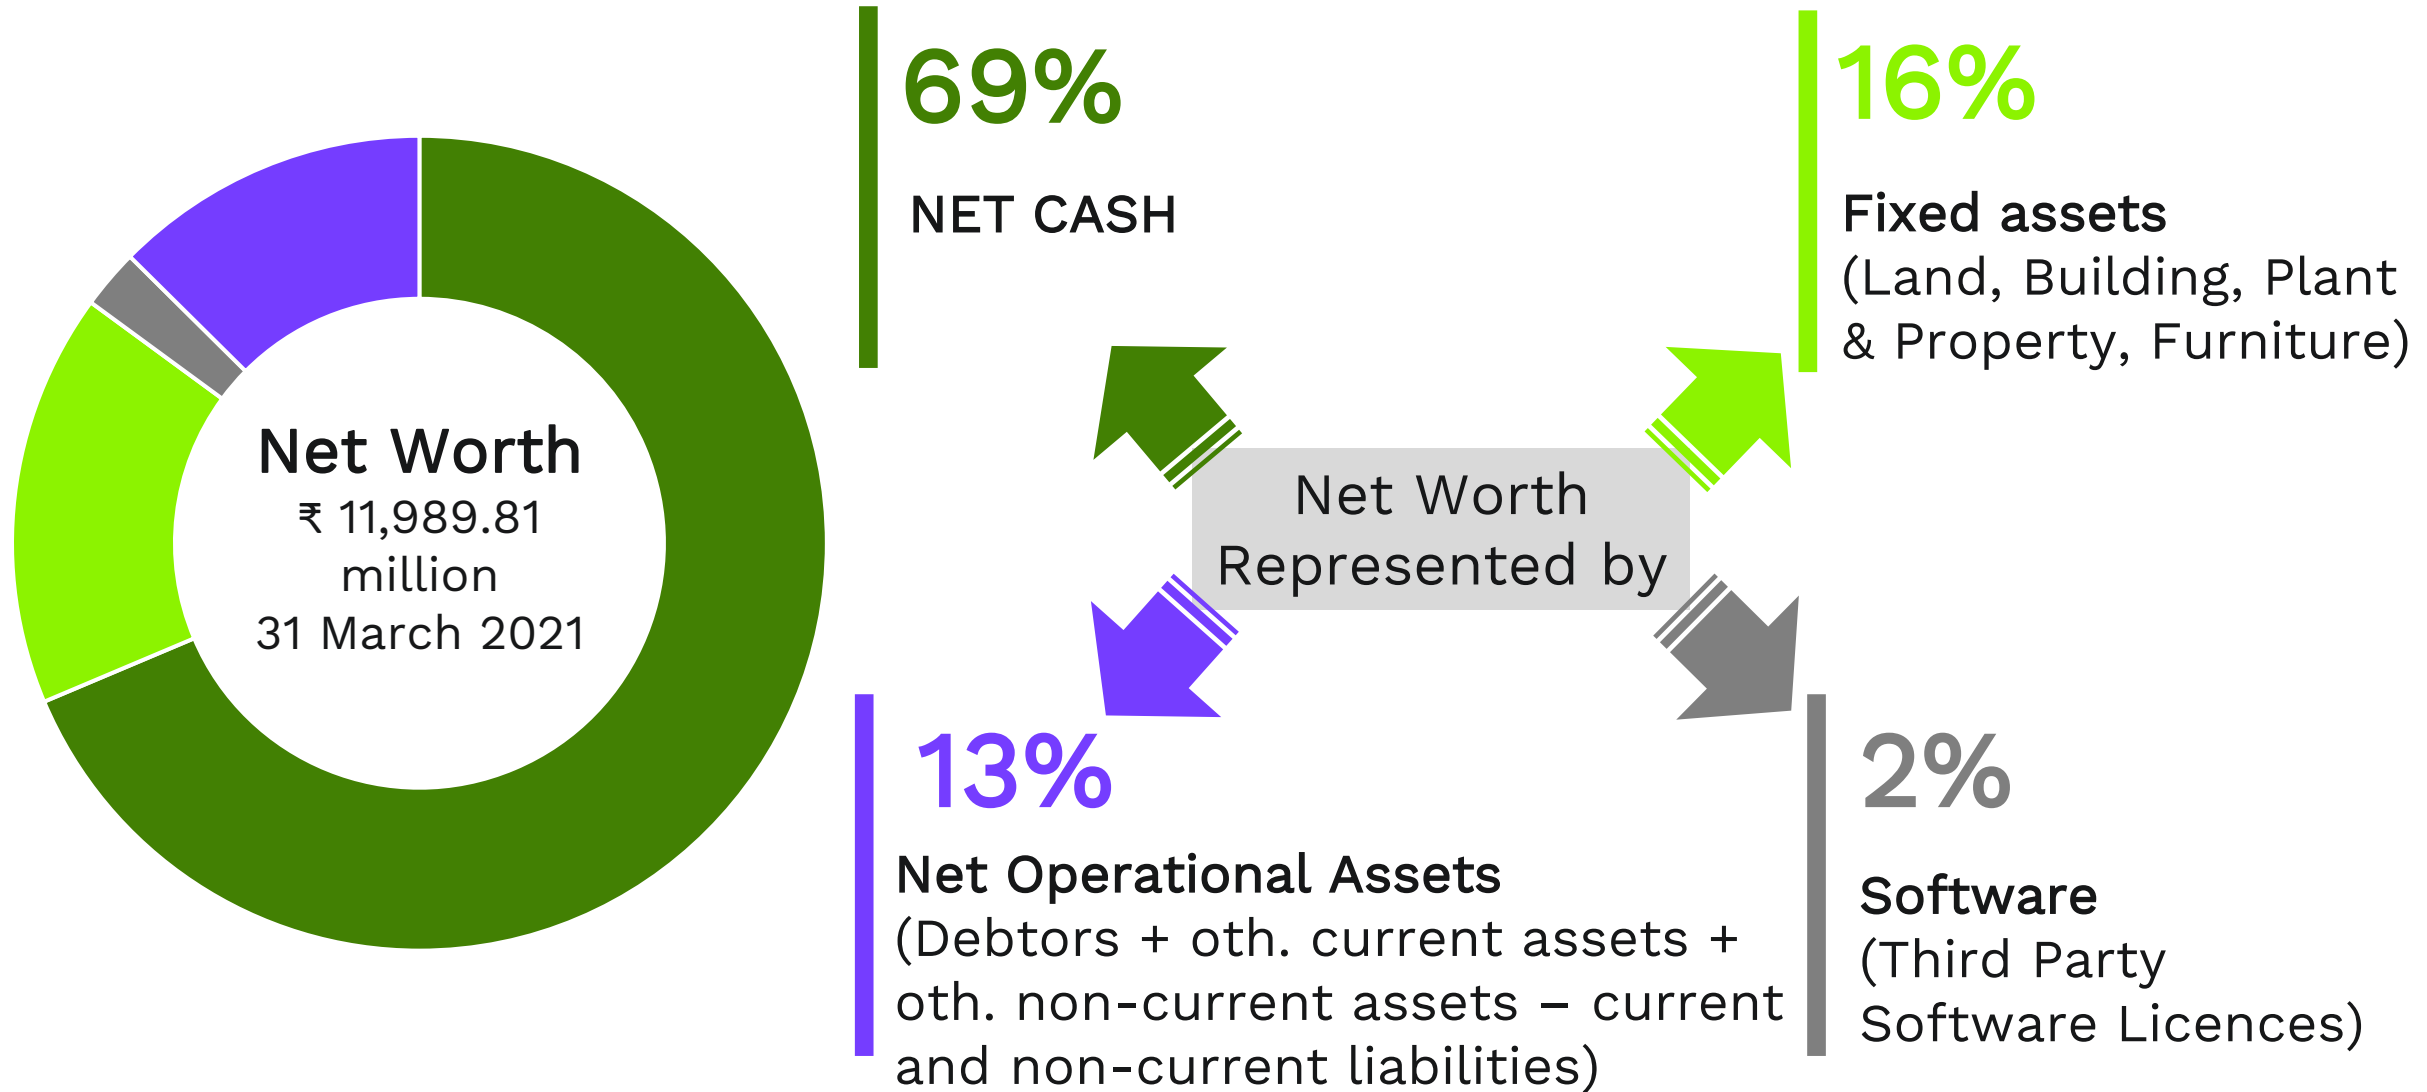 Net Worth
₹ 11,989.81
million
31 March 2021
69%
NET CASH
16%
Fixed assets
(Land, Building, Plant
& Property, Furniture)
Net Worth
Represented by
13%
Net Operational Assets
(Debtors + oth. current assets +
oth. non-current assets – current
and non-current liabilities)
2%
Software
(Third Party
Software Licences)